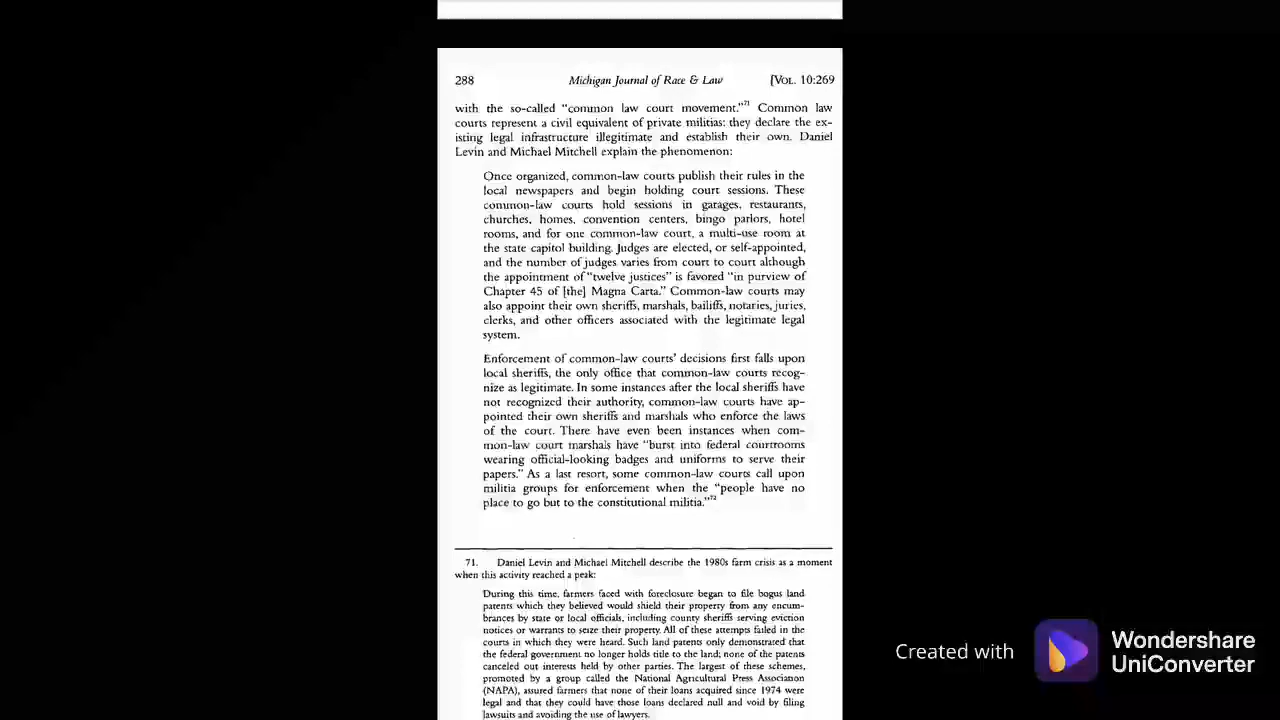 288 Michigan Journal of Race & Law [VOL. 10:269
with the so-called "common law court movement."71 Common law
courts represent a civil equivalent of private militias: they declare the ex-
isting legal infrastructure illegitimate and establish their own. Daniel
Levin and Michael Mitchell explain the phenomenon:
Once organized, common-law courts publish their rules in the
local newspapers and begin holding court sessions. These
common-law courts hold sessions in garages, restaurants,
churches, homes, convention centers, bingo parlors, hotel
rooms, and for one common-law court, a multi-use room at
the state capitol building. Judges are elected, or self-appointed,
and the number of judges varies from court to court although
the appointment of "twelve justices" is favored "in purview of
Chapter 45 of [the] Magna Carta." Common-law courts may
also appoint their own sheriffs, marshals, bailiffs, notaries, juries,
clerks, and other officers associated with the legitimate legal
system.
Enforcement of common-law courts' decisions first falls upon
local sheriffs, the only office that common-law courts recog-
nize as legitimate. In some instances after the local sheriffs have
not recognized their authority, common-law courts have ap-
pointed their own sheriffs and marshals who enforce the laws
of the court. There have even been instances when com-
mon-law court marshals have "burst into federal courtrooms
wearing official-looking badges and uniforms to serve their
papers." As a last resort, some common-law courts call upon
militia groups for enforcement when the "people have no
place to go but to the constitutional militia."72
71. Daniel Levin and Michael Mitchell describe the 1980s farm crisis as a moment
when this activity reached a peak:
During this time, farmers faced with foreclosure began to file bogus land
patents which they believed would shield their property from any encum-
brances by state or local officials, including county sheriffs serving eviction
notices or warrants to seize their property. All of these attempts failed in the
courts in which they were heard. Such land patents only demonstrated that
the federal government no longer holds title to the land; none of the patents
canceled out interests held by other parties. The largest of these schemes,
promoted by a group called the National Agricultural Press Association
(NAPA), assured farmers that none of their loans acquired since 1974 were
legal and that they could have those loans declared null and void by filing
lawsuits and avoiding the use of lawyers.
Created with Wondershare
UniConverter